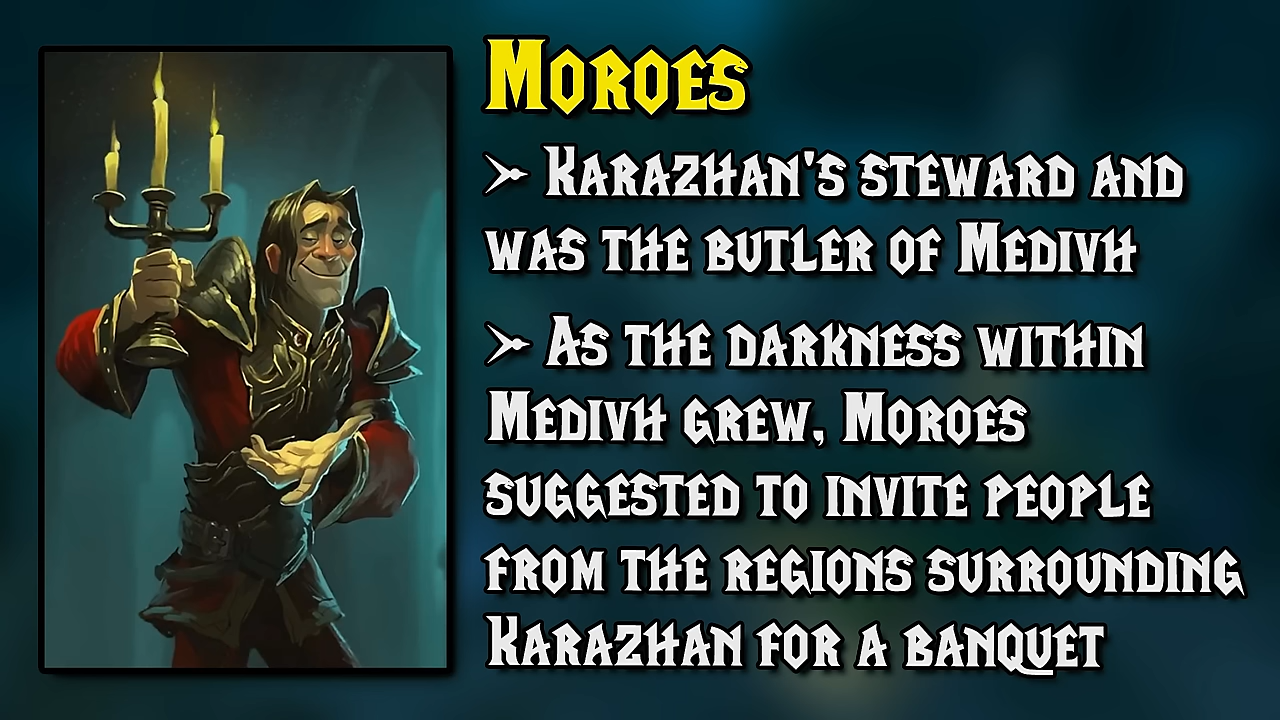 Moroes
➢ Karazhan's steward and
was the butler of Medivh
➢ As the darkness within
Medivh grew, Moroes
suggested to invite people
from the regions surrounding
Karazhan for a banquet